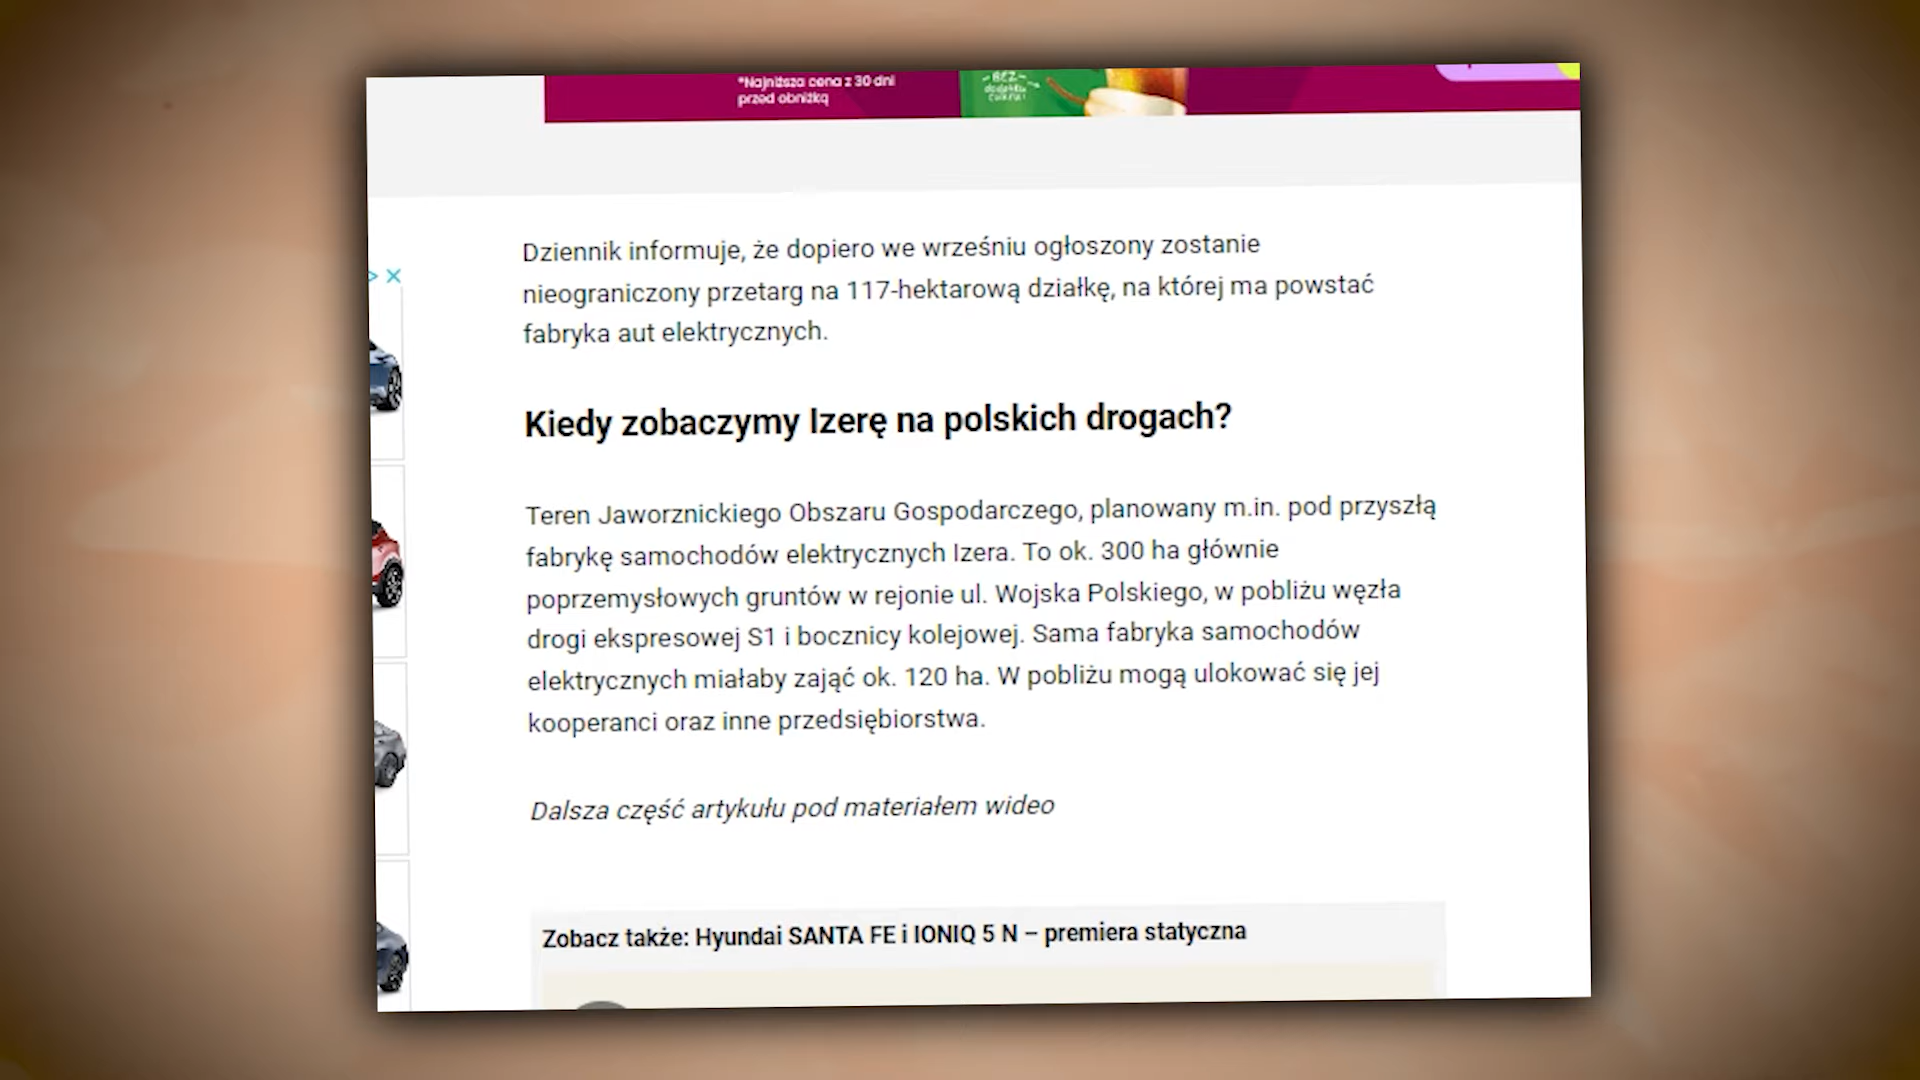 *Najniższa cena z 30 dni
przed obniżką
BEZ
dodatku
cukru!
Dziennik informuje, że dopiero we wrześniu ogłoszony zostanie
nieograniczony przetarg na 117-hektarową działkę, na której ma powstać
fabryka aut elektrycznych.
Kiedy zobaczymy Izerę na polskich drogach?
Teren Jaworznickiego Obszaru Gospodarczego, planowany m.in. pod przyszłą
fabrykę samochodów elektrycznych Izera. To ok. 300 ha głównie
poprzemysłowych gruntów w rejonie ul. Wojska Polskiego, w pobliżu węzła
drogi ekspresowej S1 i bocznicy kolejowej. Sama fabryka samochodów
elektrycznych miałaby zająć ok. 120 ha. W pobliżu mogą ulokować się jej
kooperanci oraz inne przedsiębiorstwa.
Dalsza część artykułu pod materiałem wideo
Zobacz także: Hyundai SANTA FE i IONIQ 5 N – premiera statyczna